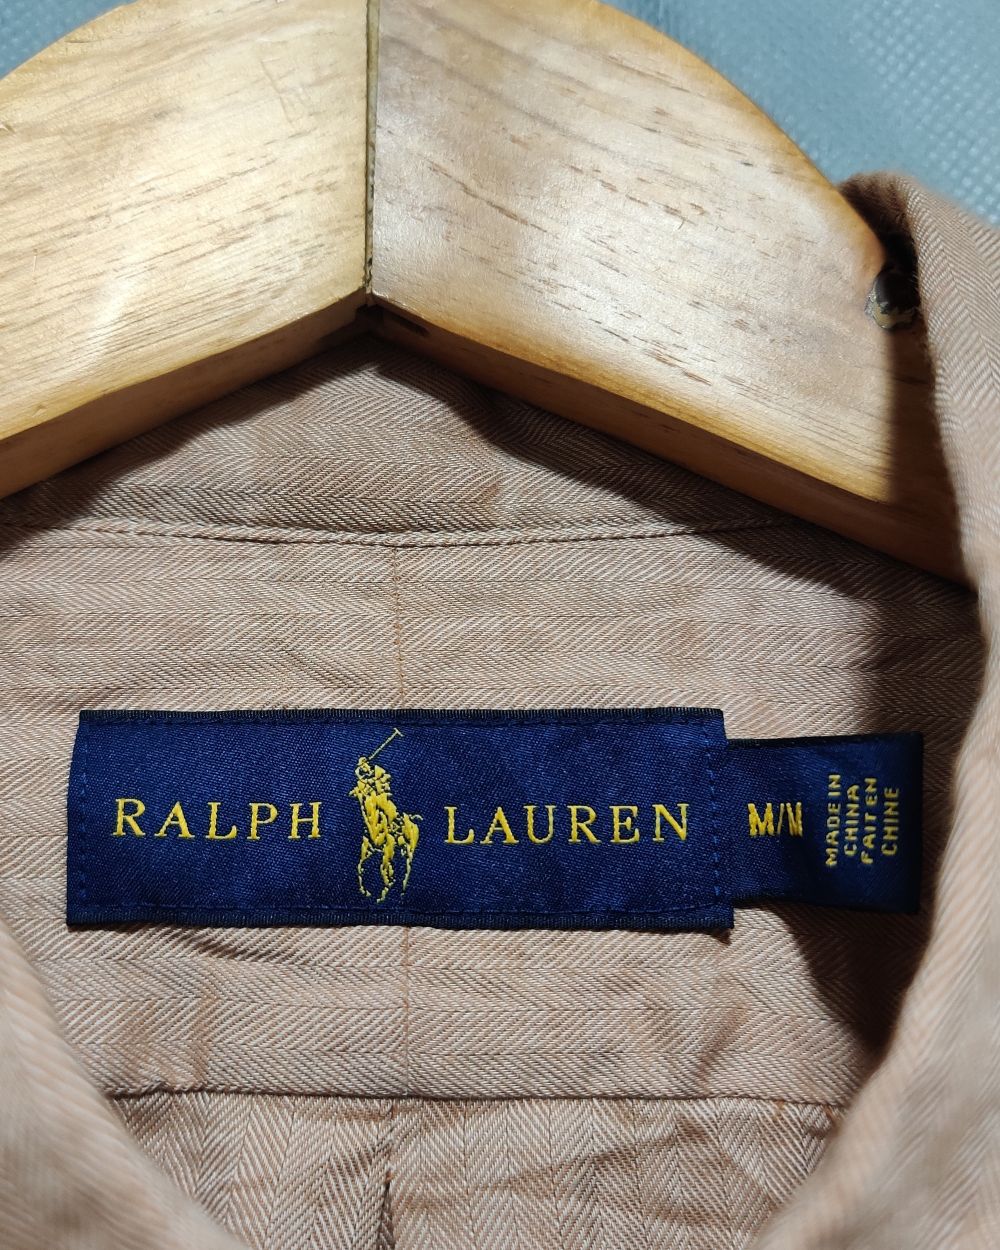 RALPH LAUREN
M/M
MADE IN
CHINA
FAIT EN
CHINE